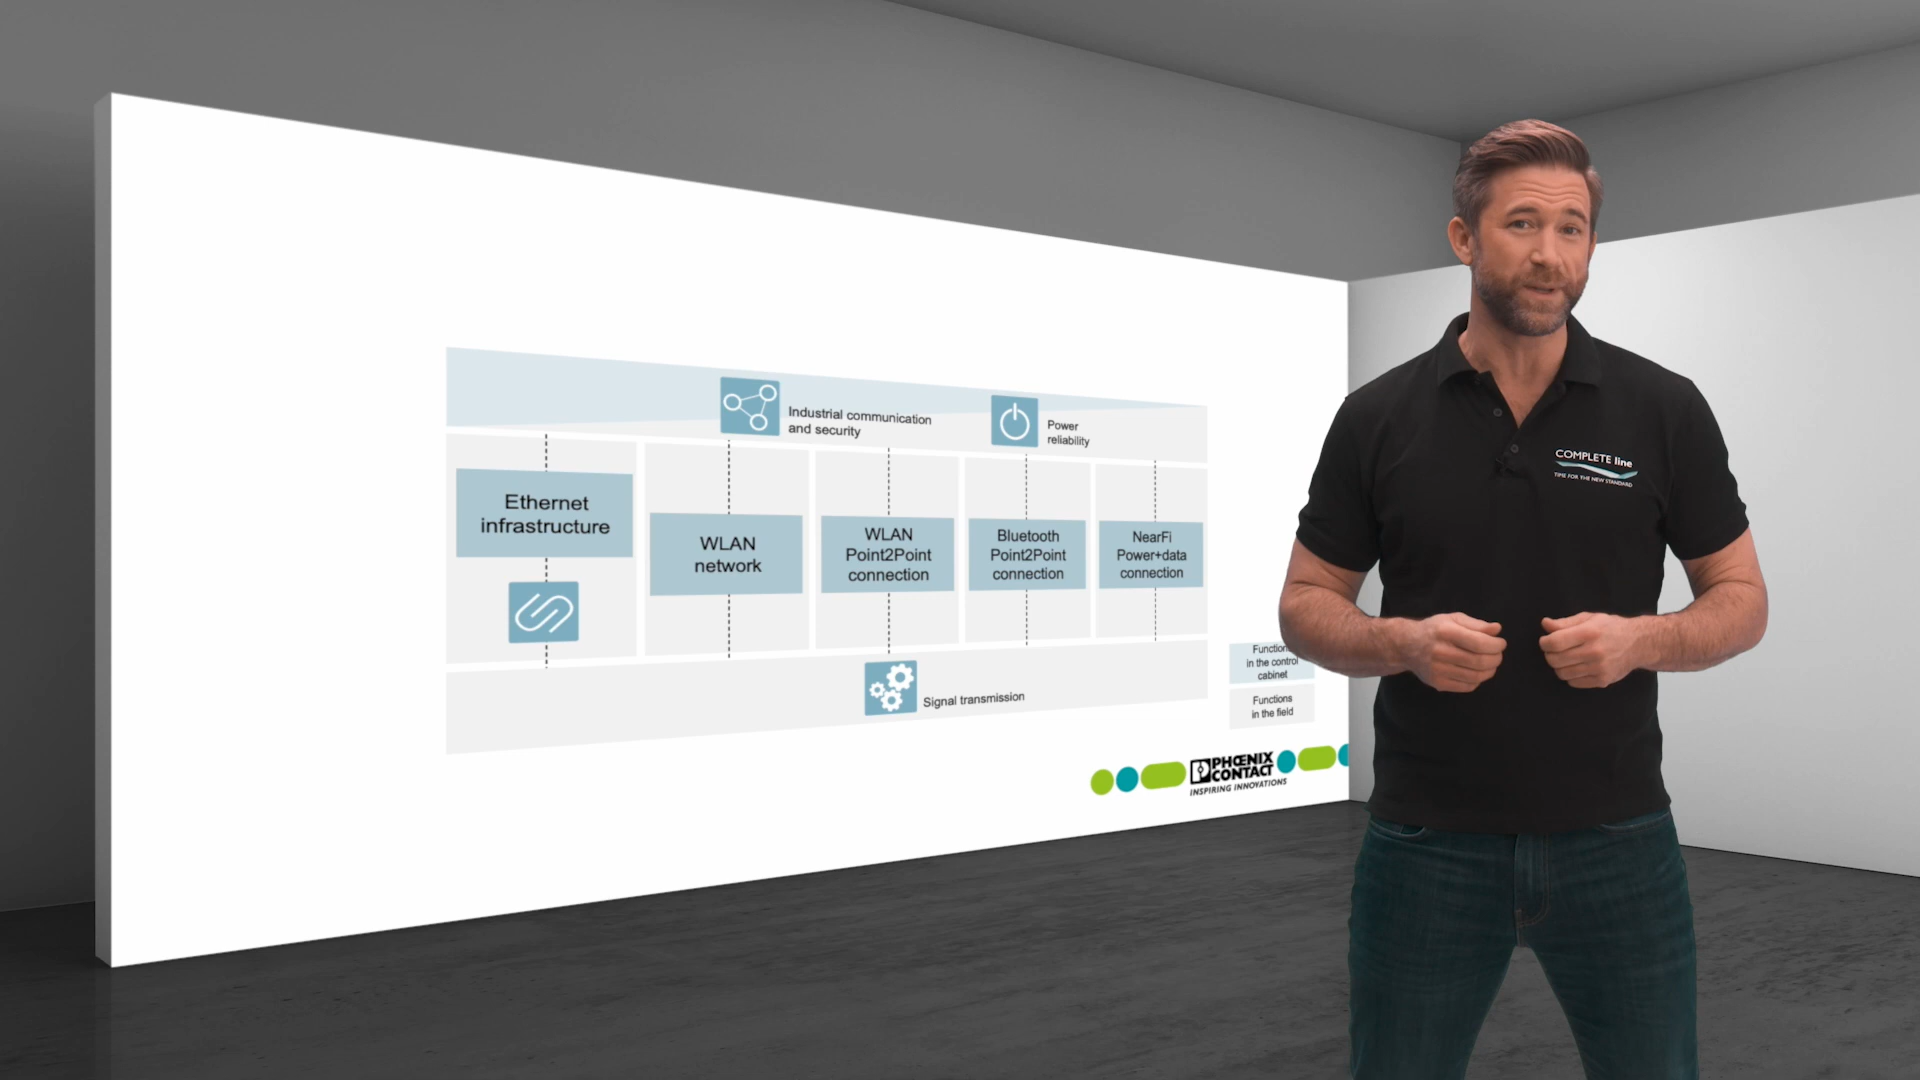 Industrial communication
and security
Power
reliability
Ethernet
infrastructure
WLAN
network
WLAN
Point2Point
connection
Bluetooth
Point2Point
connection
NearFi
Power+data
connection
Signal transmission
Function
in the control
cabinet
Functions
in the field
PHŒNIX
CONTACT
INSPIRING INNOVATIONS
COMPLETE line
TIME FOR THE NEW STANDARD